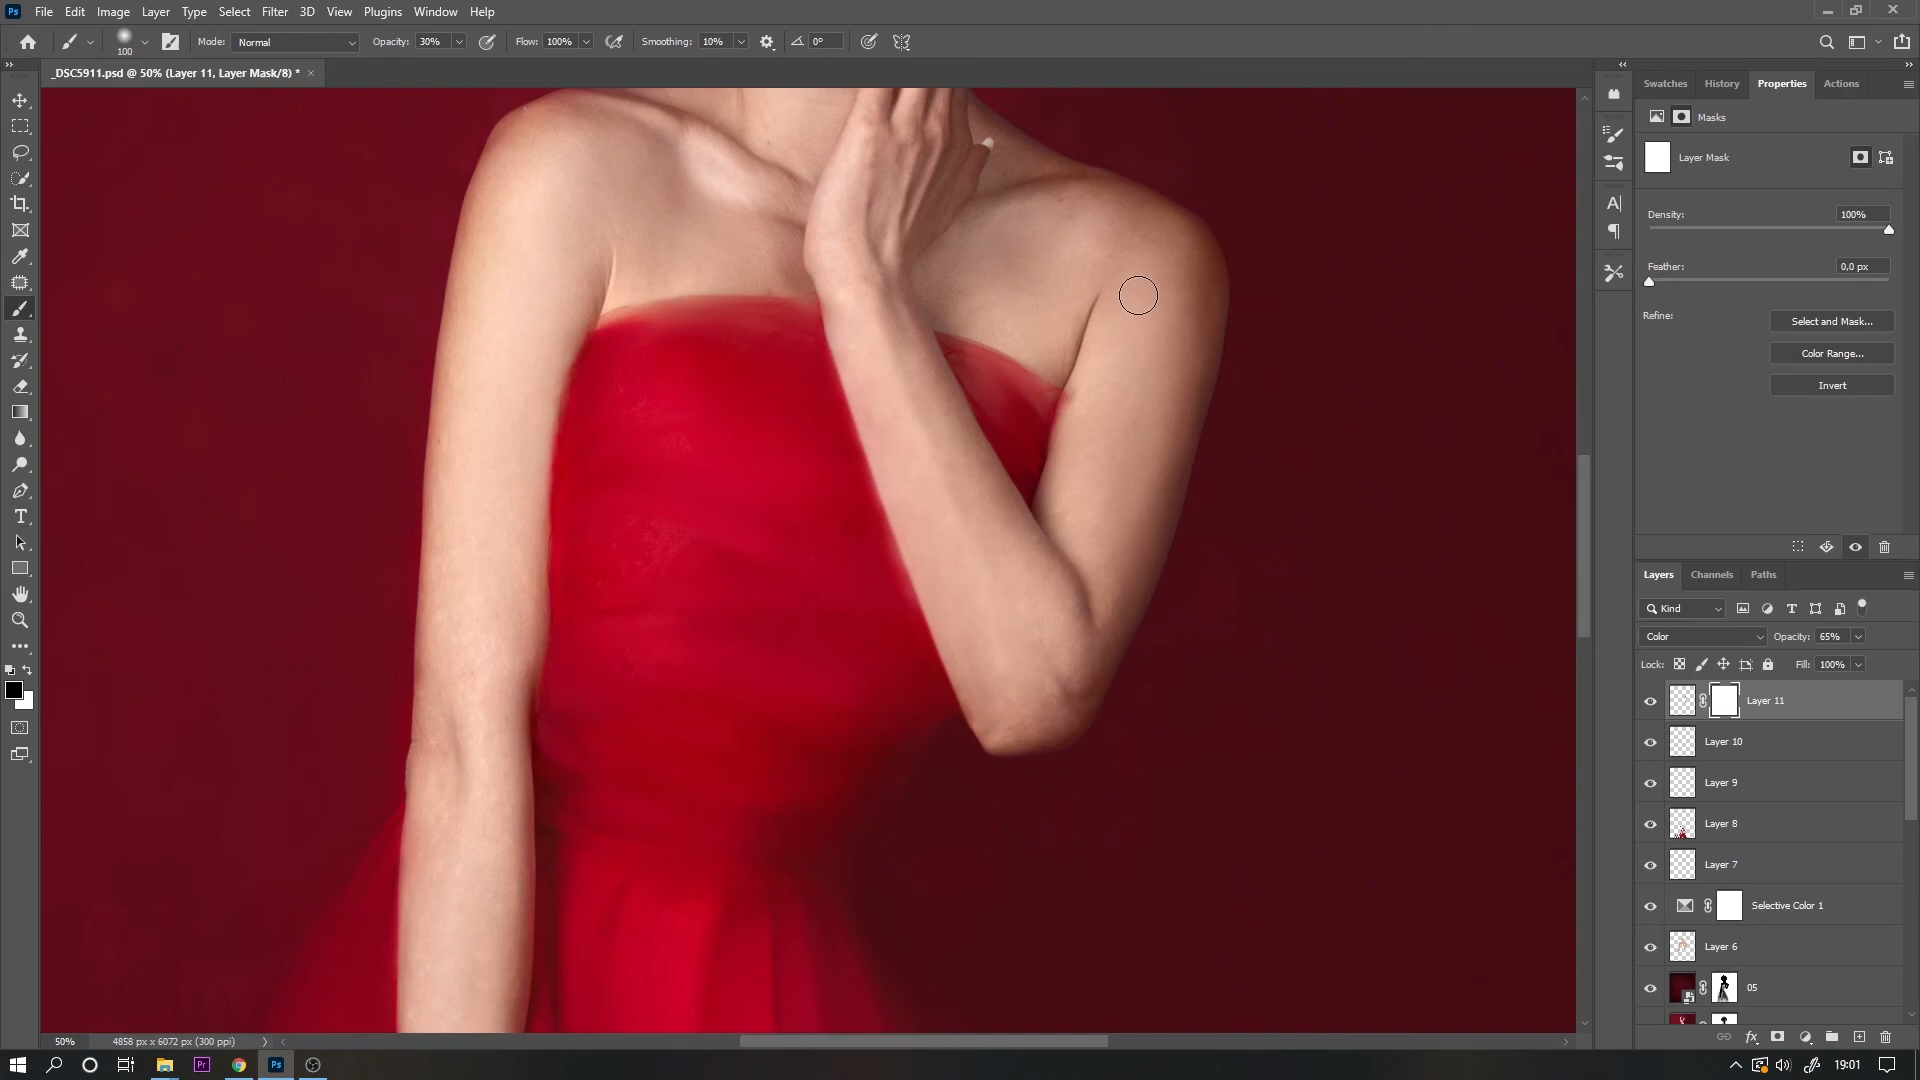 Ps File Edit Image Layer Type Select Filter 3D View Plugins Window Help
100 Mode: Normal Opacity: 30% Flow: 100% Smoothing: 10% 0°
_DSC5911.psd @ 50% (Layer 11, Layer Mask/8) * ×
Swatches History Properties Actions
Masks
Layer Mask
Density: 100%
Feather: 0,0 px
Refine: Select and Mask...
Color Range...
Invert
Layers Channels Paths
Kind
Color Opacity: 65%
Lock: Fill: 100%
Layer 11
Layer 10
Layer 9
Layer 8
Layer 7
Selective Color 1
Layer 6
05
50% 4858 px x 6072 px (300 ppi)
Pr Ps 19:01